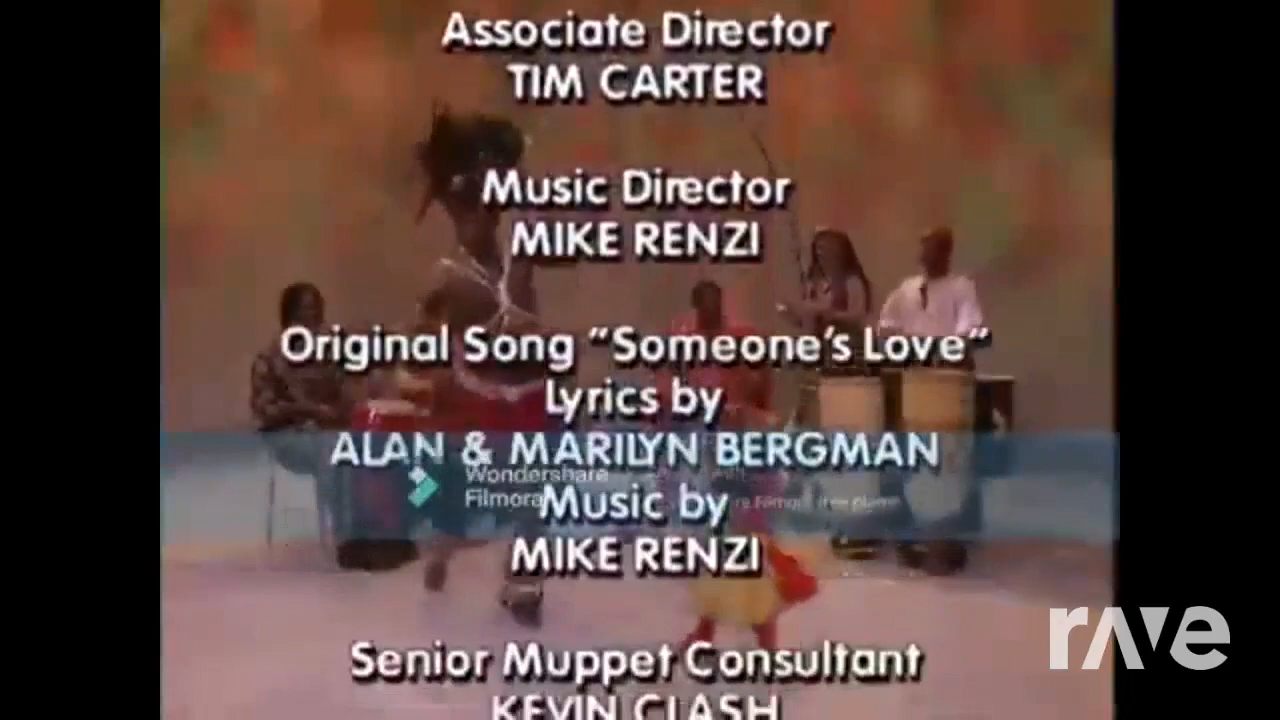 Associate Director
TIM CARTER
Music Director
MIKE RENZI
Original Song "Someone's Love"
Lyrics by
ALAN & MARILYN BERGMAN
Wondershare
Filmora
Music by
MIKE RENZI
rave
Senior Muppet Consultant
KEVIN CLASH